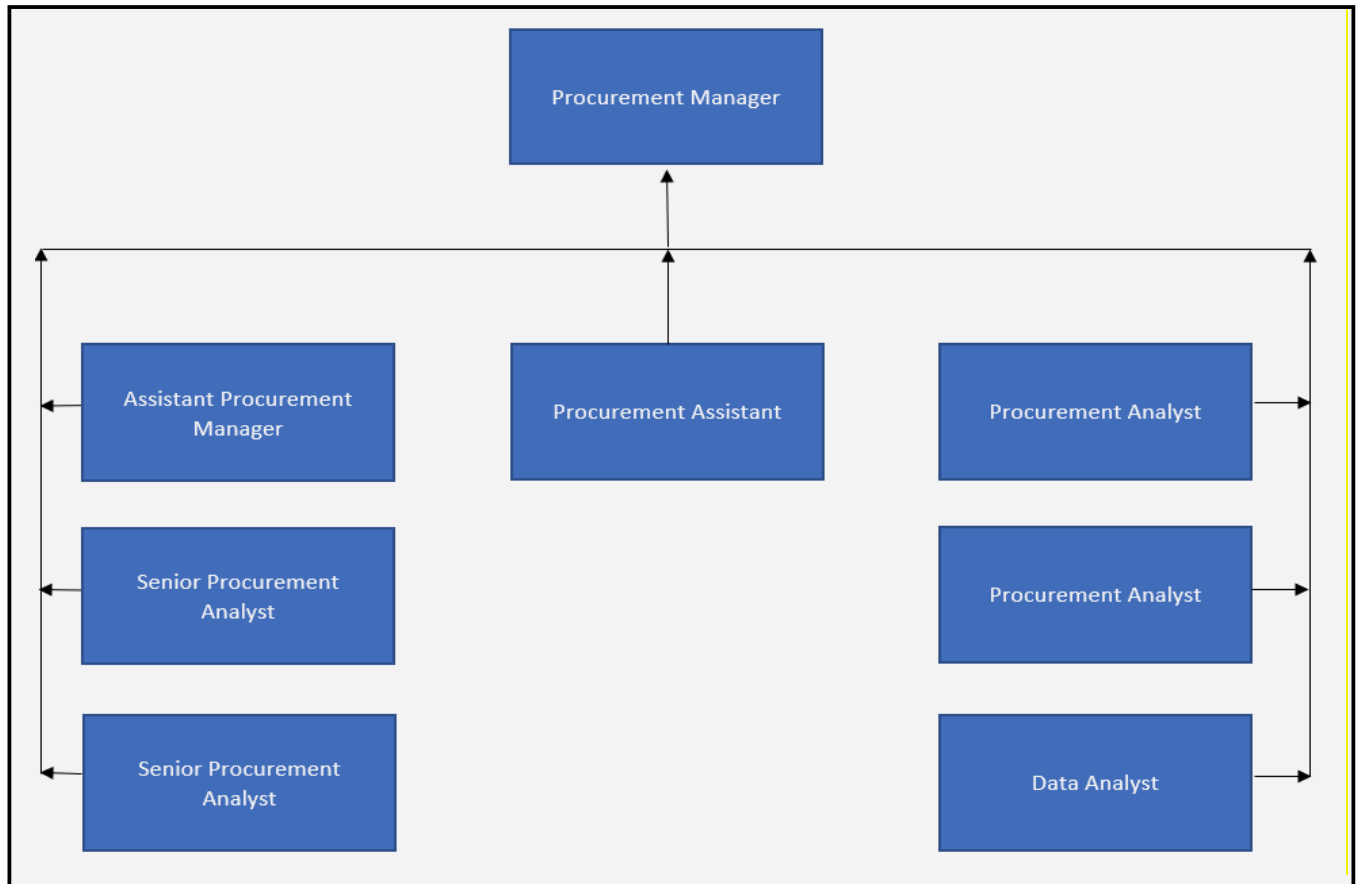 Procurement Manager
Assistant Procurement
Manager
Procurement Assistant
Procurement Analyst
Senior Procurement
Analyst
Procurement Analyst
Senior Procurement
Analyst
Data Analyst